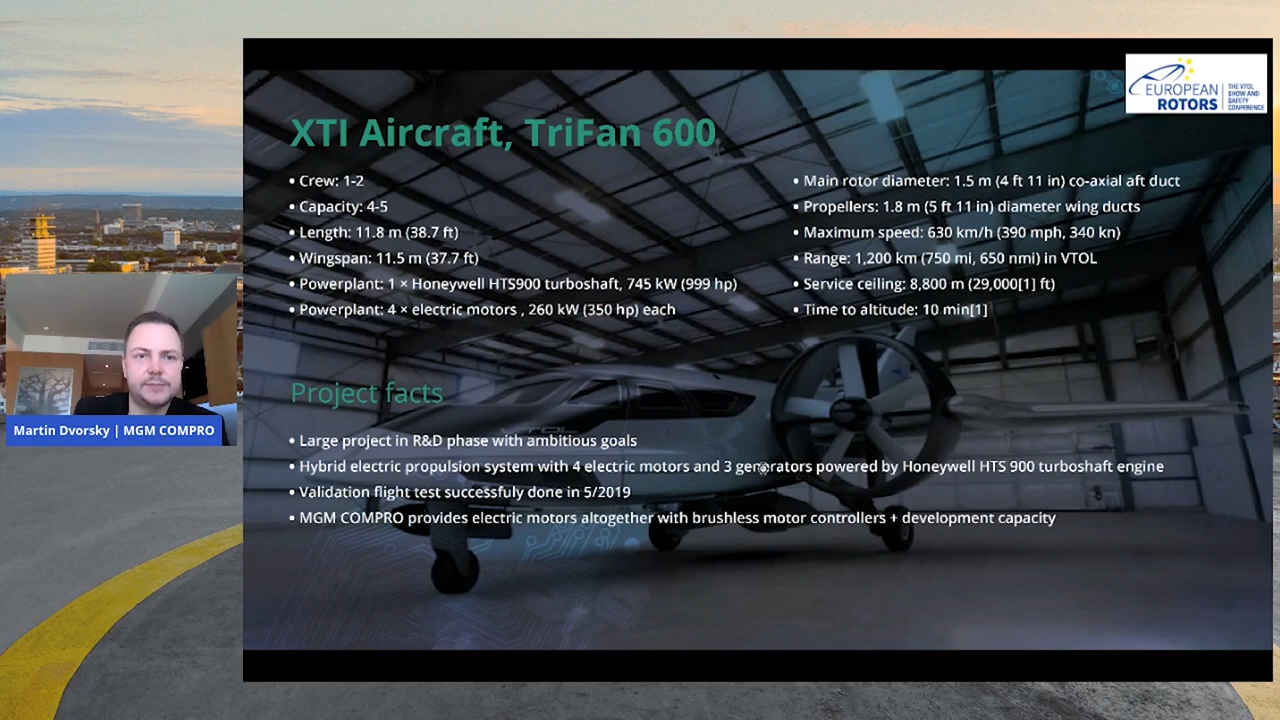 EUROPEAN
ROTORS
THE VTOL
SHOW AND
SAFETY
CONFERENCE
XTI Aircraft, TriFan 600
• Crew: 1-2
• Capacity: 4-5
• Length: 11.8 m (38.7 ft)
• Wingspan: 11.5 m (37.7 ft)
• Powerplant: 1 × Honeywell HTS900 turboshaft, 745 kW (999 hp)
• Powerplant: 4 × electric motors , 260 kW (350 hp) each
• Main rotor diameter: 1.5 m (4 ft 11 in) co-axial aft duct
• Propellers: 1.8 m (5 ft 11 in) diameter wing ducts
• Maximum speed: 630 km/h (390 mph, 340 kn)
• Range: 1,200 km (750 mi, 650 nmi) in VTOL
• Service ceiling: 8,800 m (29,000[1] ft)
• Time to altitude: 10 min[1]
Project facts
• Large project in R&D phase with ambitious goals
• Hybrid electric propulsion system with 4 electric motors and 3 generators powered by Honeywell HTS 900 turboshaft engine
• Validation flight test successfuly done in 5/2019
• MGM COMPRO provides electric motors altogether with brushless motor controllers + development capacity
Martin Dvorsky | MGM COMPRO